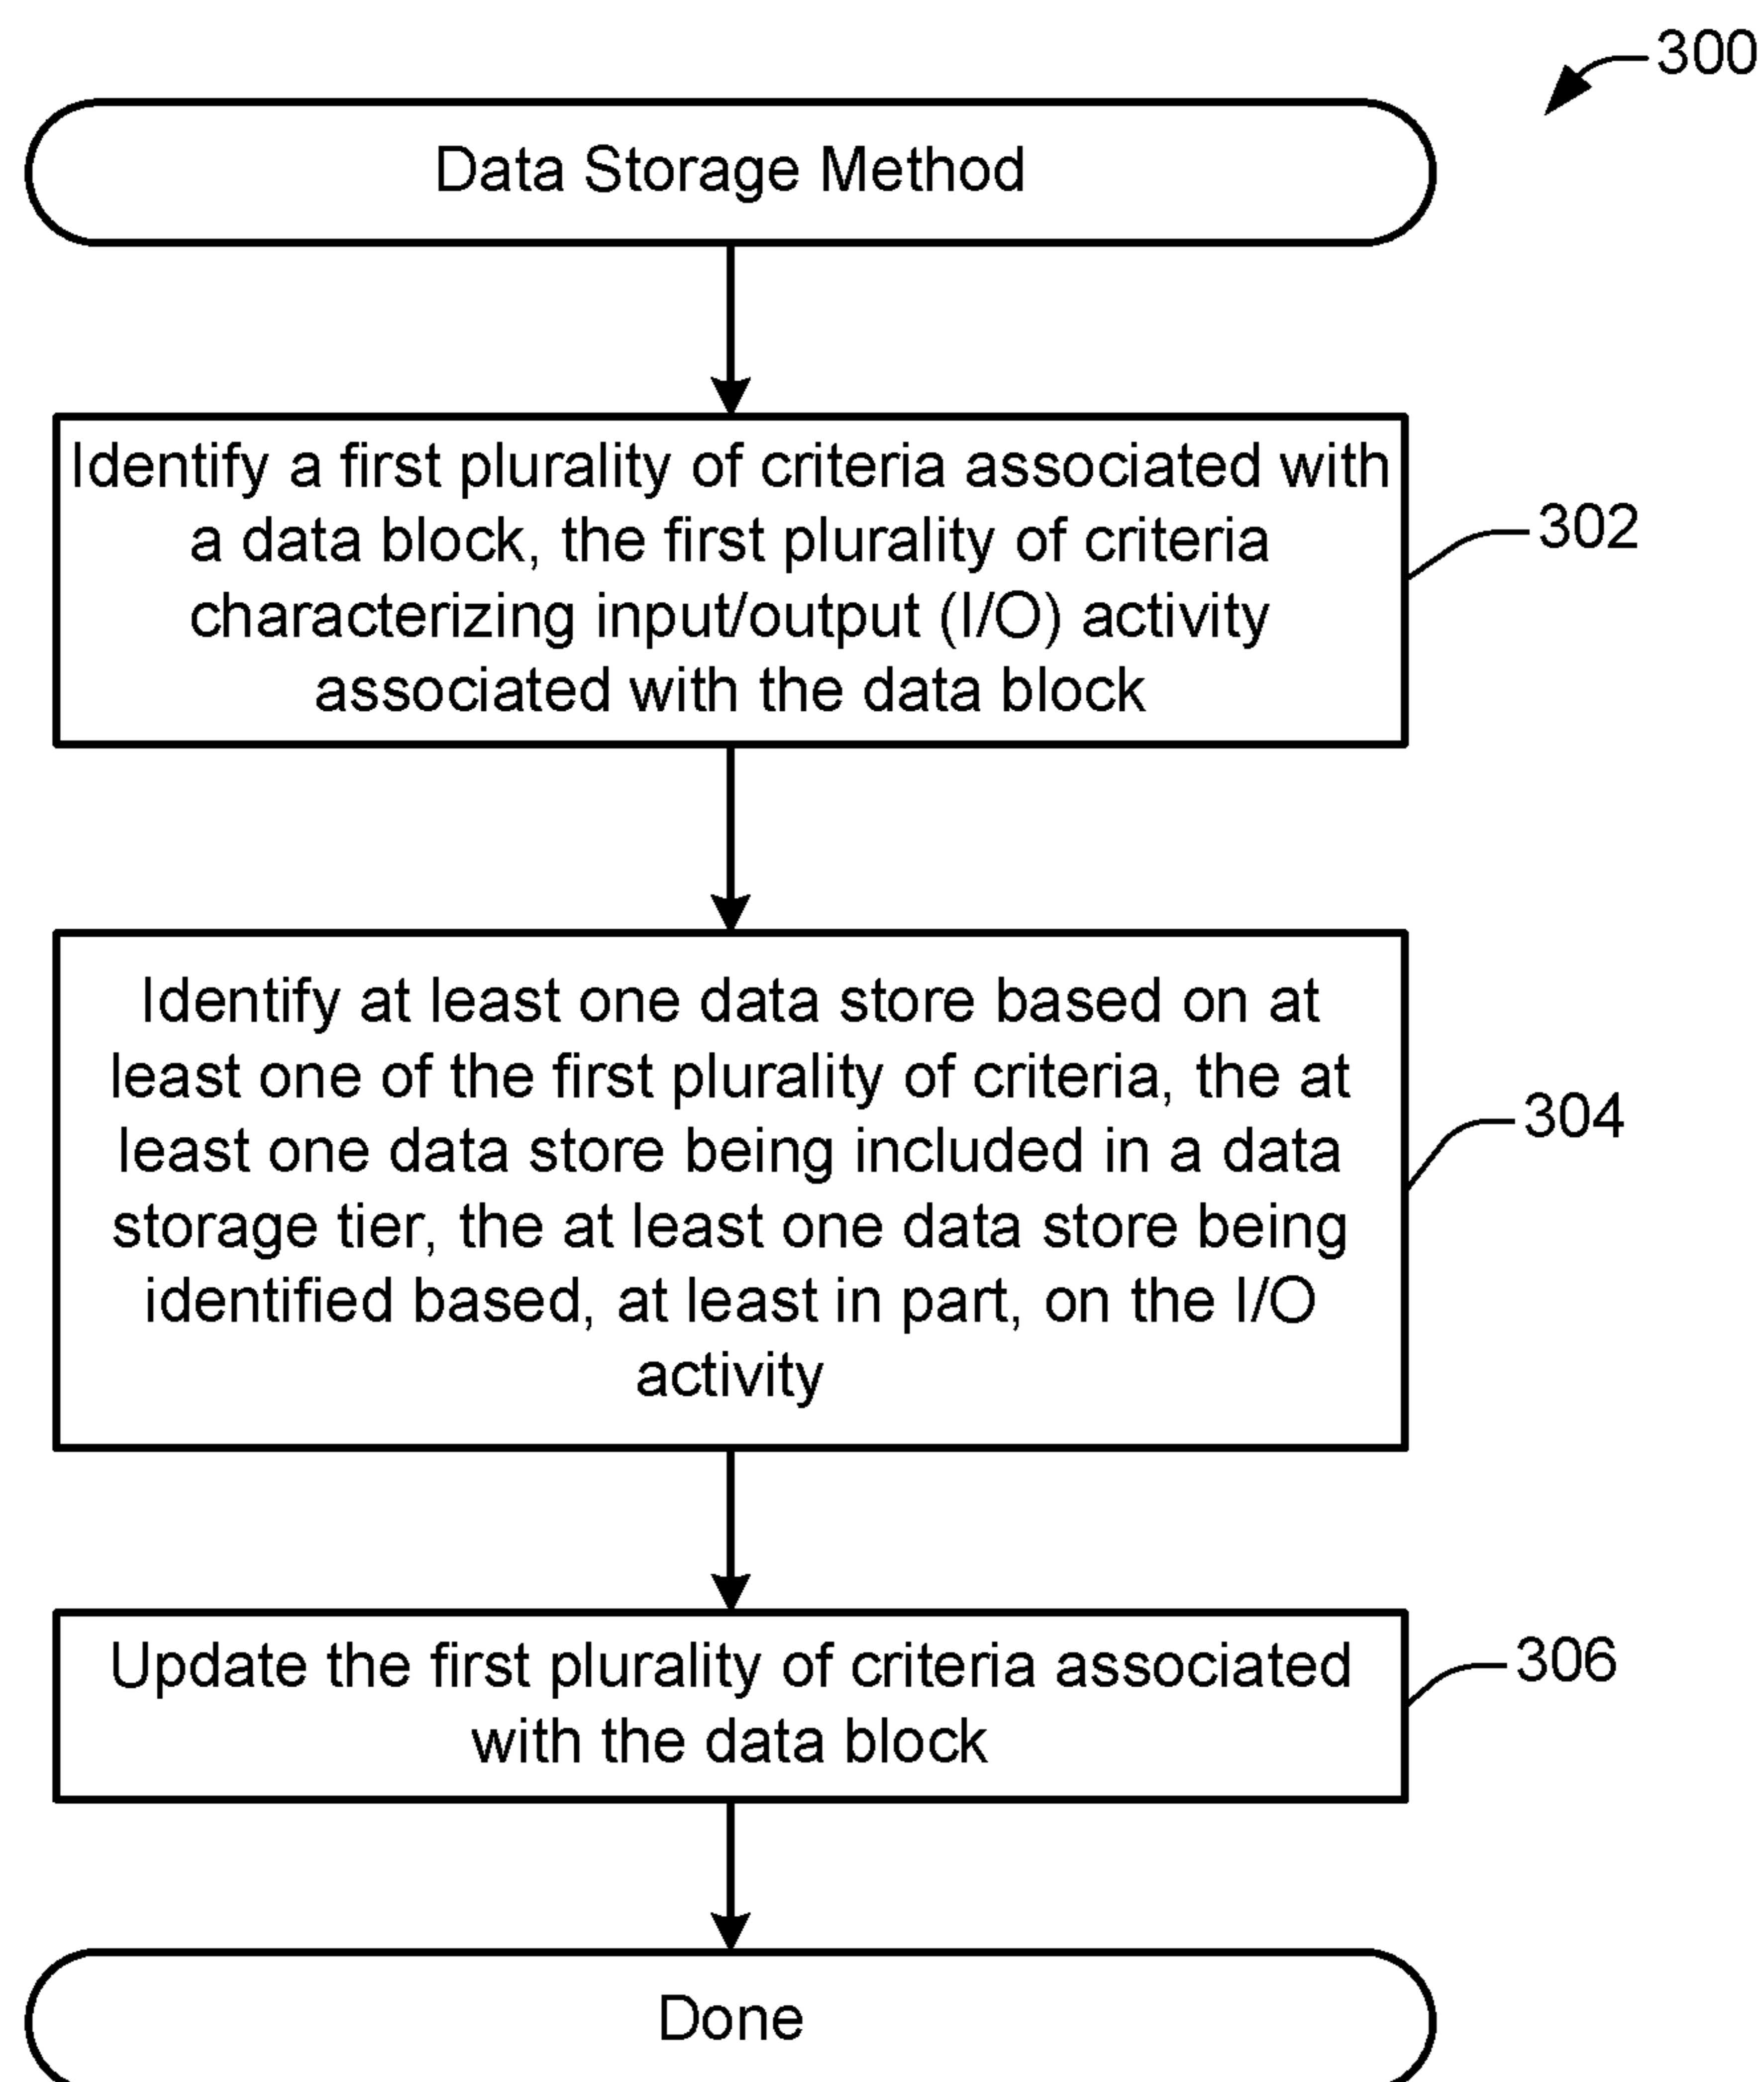 300
Data Storage Method
Identify a first plurality of criteria associated with
a data block, the first plurality of criteria
characterizing input/output (I/O) activity
associated with the data block
302
Identify at least one data store based on at
least one of the first plurality of criteria, the at
least one data store being included in a data
storage tier, the at least one data store being
identified based, at least in part, on the I/O
activity
304
Update the first plurality of criteria associated
with the data block
306
Done